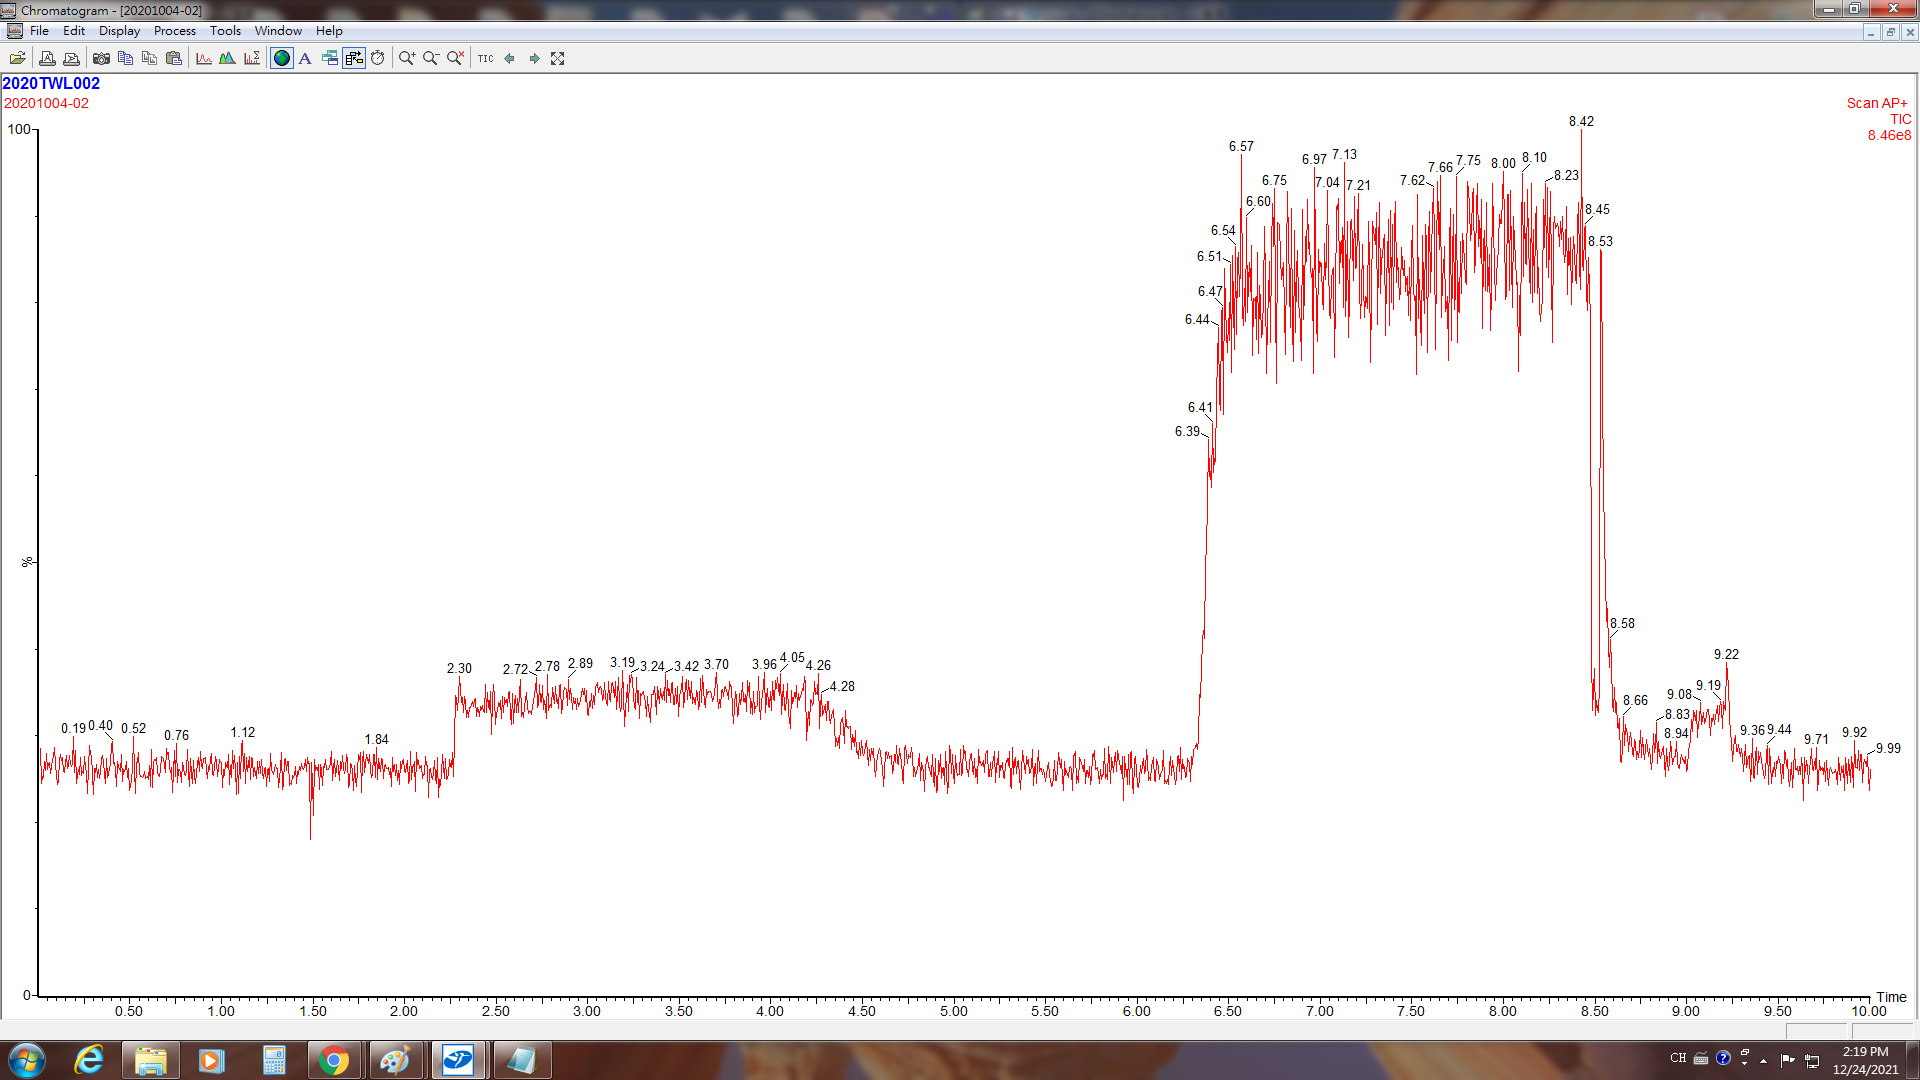 Chromatogram - [20201004-02]
File Edit Display Process Tools Window Help
TIC
2020TWL002
20201004-02
Scan AP+
TIC
8.46e8
100
%
0
0.19 0.40 0.52 0.76 1.12 1.84 2.30 2.72 2.78 2.89 3.19 3.24 3.42 3.70 3.96 4.05 4.26 4.28
6.39 6.41 6.44 6.47 6.51 6.54 6.57 6.60 6.75 6.97 7.04 7.13 7.21 7.62 7.66 7.75 8.00 8.10 8.23 8.42 8.45 8.53
8.58 8.66 8.83 8.94 9.08 9.19 9.22 9.36 9.44 9.71 9.92 9.99
Time
0.50 1.00 1.50 2.00 2.50 3.00 3.50 4.00 4.50 5.00 5.50 6.00 6.50 7.00 7.50 8.00 8.50 9.00 9.50 10.00
CH
2:19 PM
12/24/2021